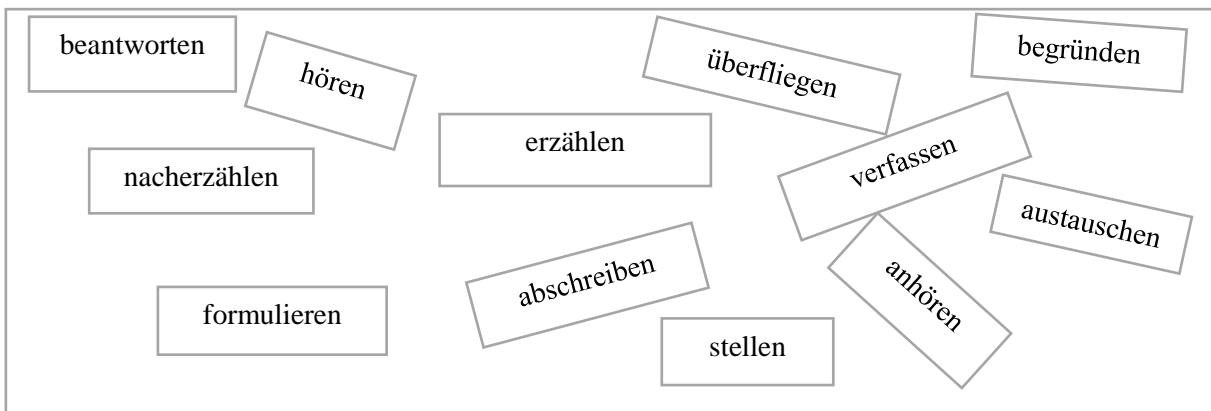 beantworten
hören
überfliegen
begründen
erzählen
verfassen
nacherzählen
austauschen
abschreiben
anhören
formulieren
stellen